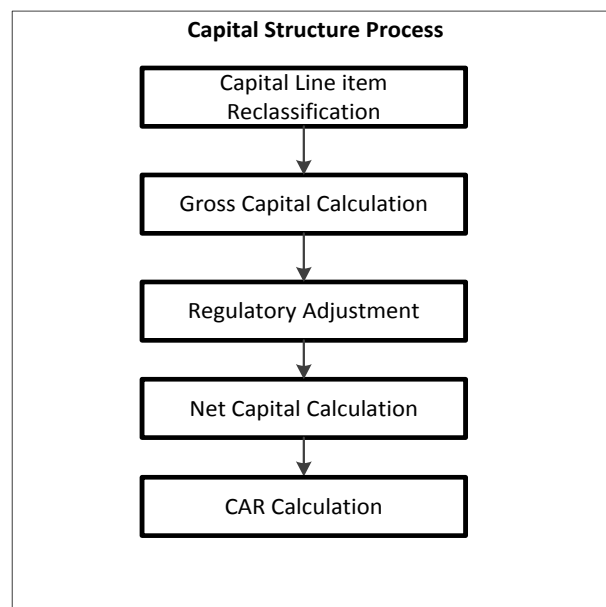 Capital Structure Process
Capital Line item
Reclassification
Gross Capital Calculation
Regulatory Adjustment
Net Capital Calculation
CAR Calculation